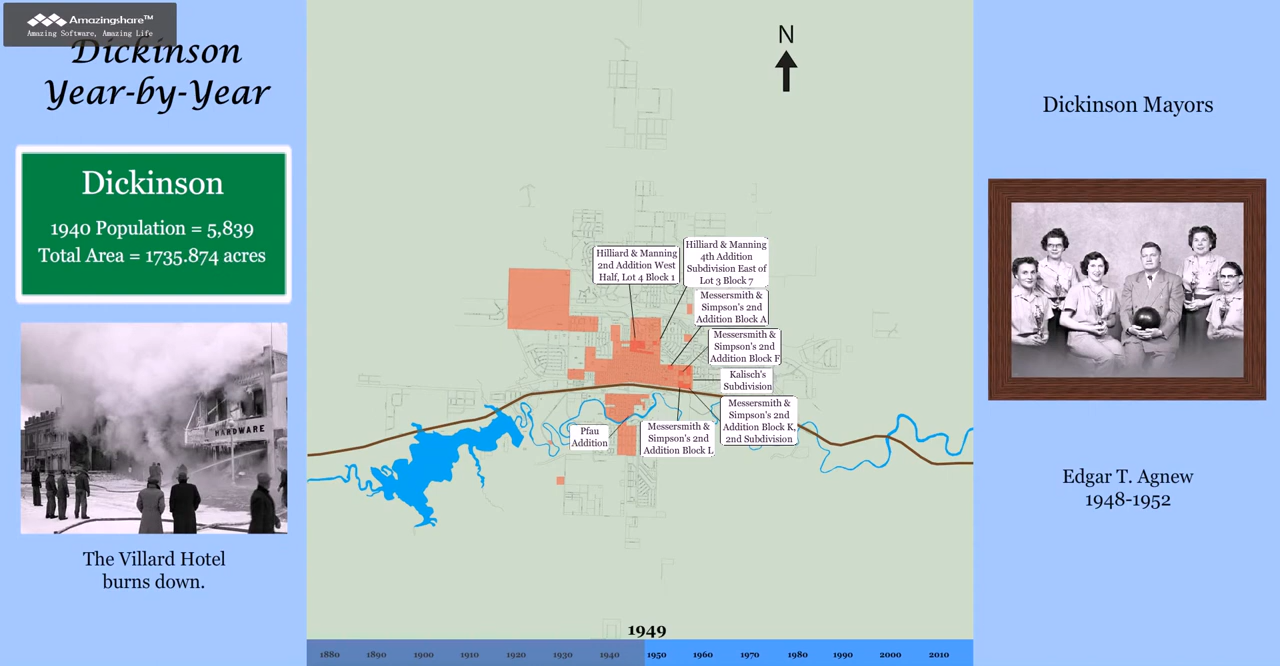 Amazingshare™
Amazing Software, Amazing Life
Dickinson
Year-by-Year
Dickinson
1940 Population = 5,839
Total Area = 1735.874 acres
HARDWARE
The Villard Hotel
burns down.
N
Hilliard & Manning
2nd Addition West
Half, Lot 4 Block 1
Hilliard & Manning
4th Addition
Subdivision East of
Lot 3 Block 7
Messersmith &
Simpson's 2nd
Addition Block A
Messersmith &
Simpson's 2nd
Addition Block F
Kalisch's
Subdivision
Messersmith &
Simpson's 2nd
Addition Block K,
2nd Subdivision
Messersmith &
Simpson's 2nd
Addition Block L
Pfau
Addition
1949
1880 1890 1900 1910 1920 1930 1940 1950 1960 1970 1980 1990 2000 2010
Dickinson Mayors
Edgar T. Agnew
1948-1952